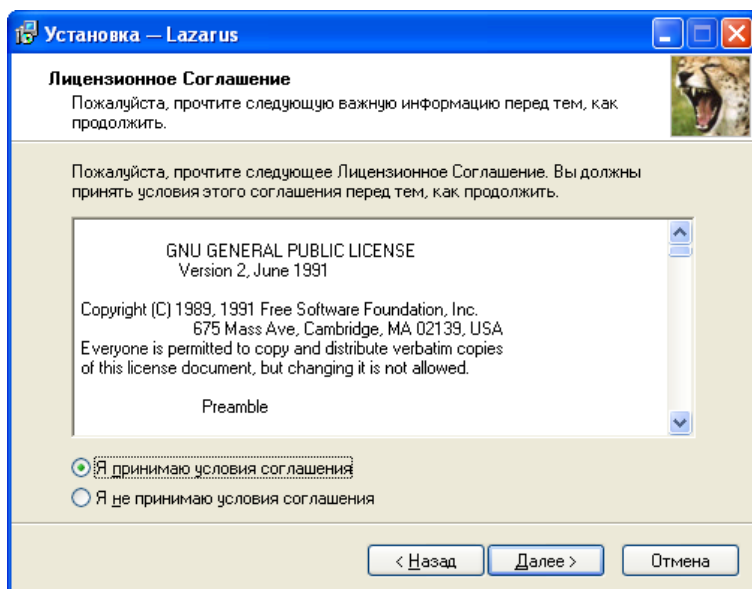 Установка — Lazarus
Лицензионное Соглашение
Пожалуйста, прочтите следующую важную информацию перед тем, как
продолжить.
Пожалуйста, прочтите следующее Лицензионное Соглашение. Вы должны
принять условия этого соглашения перед тем, как продолжить.
GNU GENERAL PUBLIC LICENSE
Version 2, June 1991
Copyright (C) 1989, 1991 Free Software Foundation, Inc.
675 Mass Ave, Cambridge, MA 02139, USA
Everyone is permitted to copy and distribute verbatim copies
of this license document, but changing it is not allowed.
Preamble
Я принимаю условия соглашения
Я не принимаю условия соглашения
< Назад Далее > Отмена